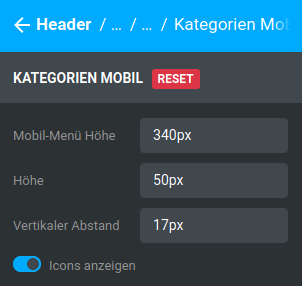 ← Header / ... / ... / Kategorien Mob
KATEGORIEN MOBIL RESET
Mobil-Menü Höhe 340px
Höhe 50px
Vertikaler Abstand 17px
Icons anzeigen